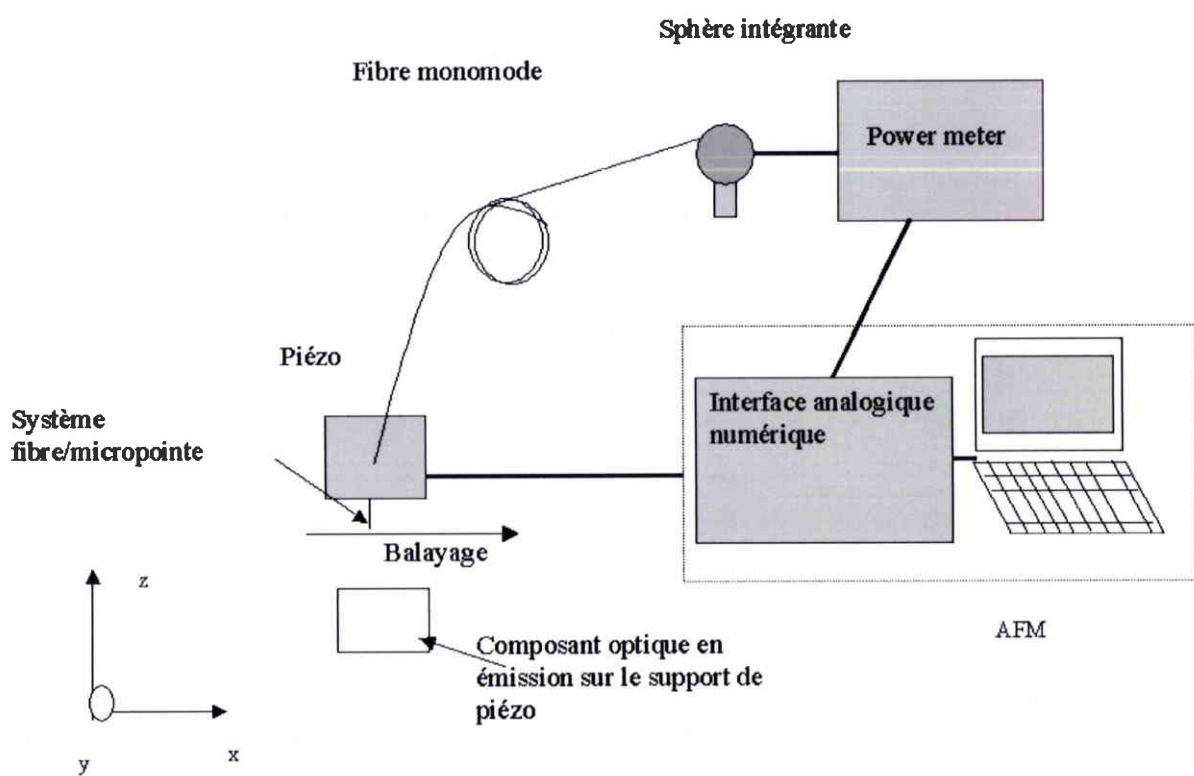 Sphère intégrante
Fibre monomode
Power meter
Piézo
Système
fibre/micropointe
Interface analogique
numérique
Balayage
z
Composant optique en
émission sur le support de
piézo
AFM
x
y